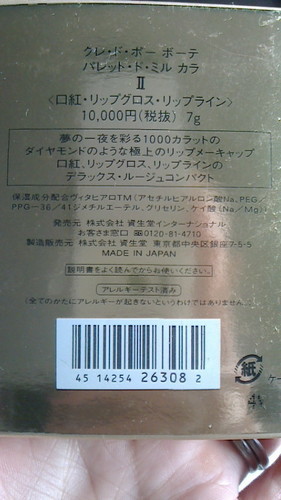 クレ・ド・ポー ボーテ
パレット・ド・ミル カラ
II
〈口紅・リップグロス・リップライン〉
10,000円(税抜) 7g
夢の一夜を彩る1000カラットの
ダイヤモンドのような極上のリップメーキャップ
口紅、リップグロス、リップラインの
デラックス・ルージュコンパクト
保湿成分配合ヴィタヒアロTM(アセチルヒアルロン酸Na、PEG/
PPG-36/41ジメチルエーテル、グリセリン、ケイ酸(Na/Mg))
発売元 株式会社 資生堂インターナショナル
お客さま窓口 0120-81-4710
製造販売元 株式会社 資生堂 東京都中央区銀座7-5-5
MADE IN JAPAN
説明書をよく読んでからお使いください。
アレルギーテスト済み
(全てのかたにアレルギーが起きないというわけではありません。)
4 514254 26308 2
紙
ケー